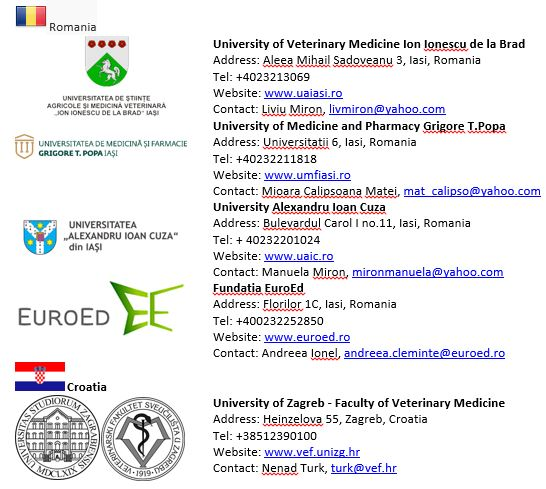 Romania
UNIVERSITATEA DE ȘTIINȚE
AGRICOLE ȘI MEDICINĂ VETERINARĂ
„ION IONESCU DE LA BRAD” IAȘI
University of Veterinary Medicine Ion Ionescu de la Brad
Address: Aleea Mihail Sadoveanu 3, Iasi, Romania
Tel: +4023213069
Website: www.uaiasi.ro
Contact: Liviu Miron, livmiron@yahoo.com
UNIVERSITATEA DE MEDICINĂ ȘI FARMACIE
GRIGORE T. POPA IAȘI
University of Medicine and Pharmacy Grigore T.Popa
Address: Universitatii 6, Iasi, Romania
Tel: +40232211818
Website: www.umfiasi.ro
Contact: Mioara Calipsoana Matei, mat_calipso@yahoo.com
UNIVERSITATEA
„ALEXANDRU IOAN CUZA”
din IAȘI
University Alexandru Ioan Cuza
Address: Bulevardul Carol I no.11, Iasi, Romania
Tel: + 40232201024
Website: www.uaic.ro
Contact: Manuela Miron, mironmanuela@yahoo.com
EUROED
Fundatia EuroEd
Address: Florilor 1C, Iasi, Romania
Tel: +400232252850
Website: www.euroed.ro
Contact: Andreea Ionel, andreea.cleminte@euroed.ro
Croatia
UNIVERSITAS STUDIORUM ZAGRABIENSIS
MDCLXIX
VETERINARSKI FAKULTET SVEUČILIŠTA U ZAGREBU
1919
University of Zagreb - Faculty of Veterinary Medicine
Address: Heinzelova 55, Zagreb, Croatia
Tel: +38512390100
Website: www.vef.unizg.hr
Contact: Nenad Turk, turk@vef.hr